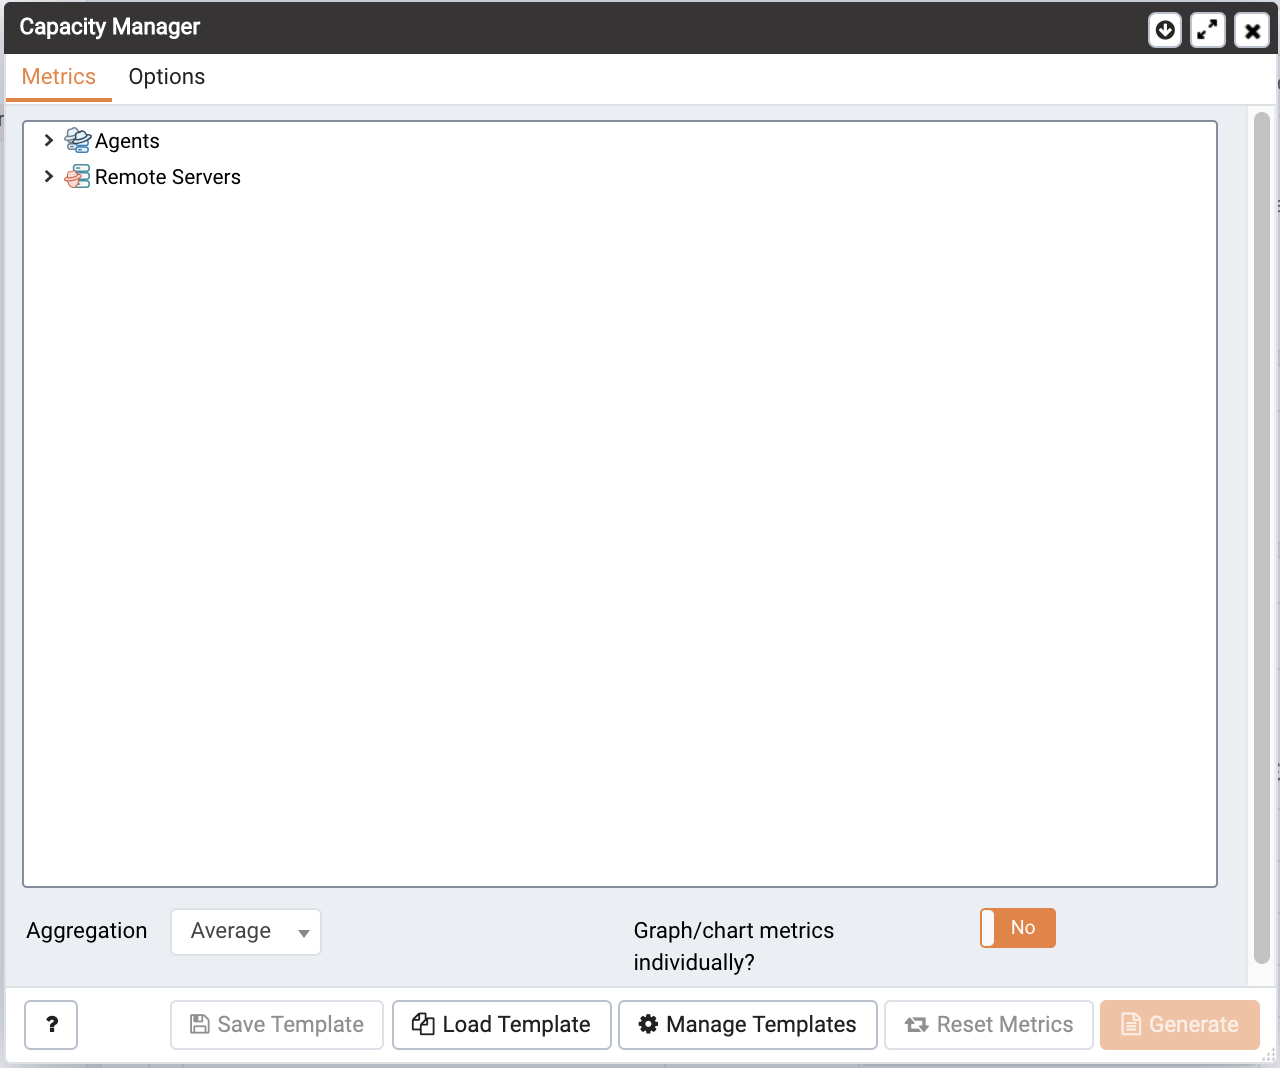 Capacity Manager
Metrics Options
Agents
Remote Servers
Aggregation Average Graph/chart metrics individually? No
? Save Template Load Template Manage Templates Reset Metrics Generate